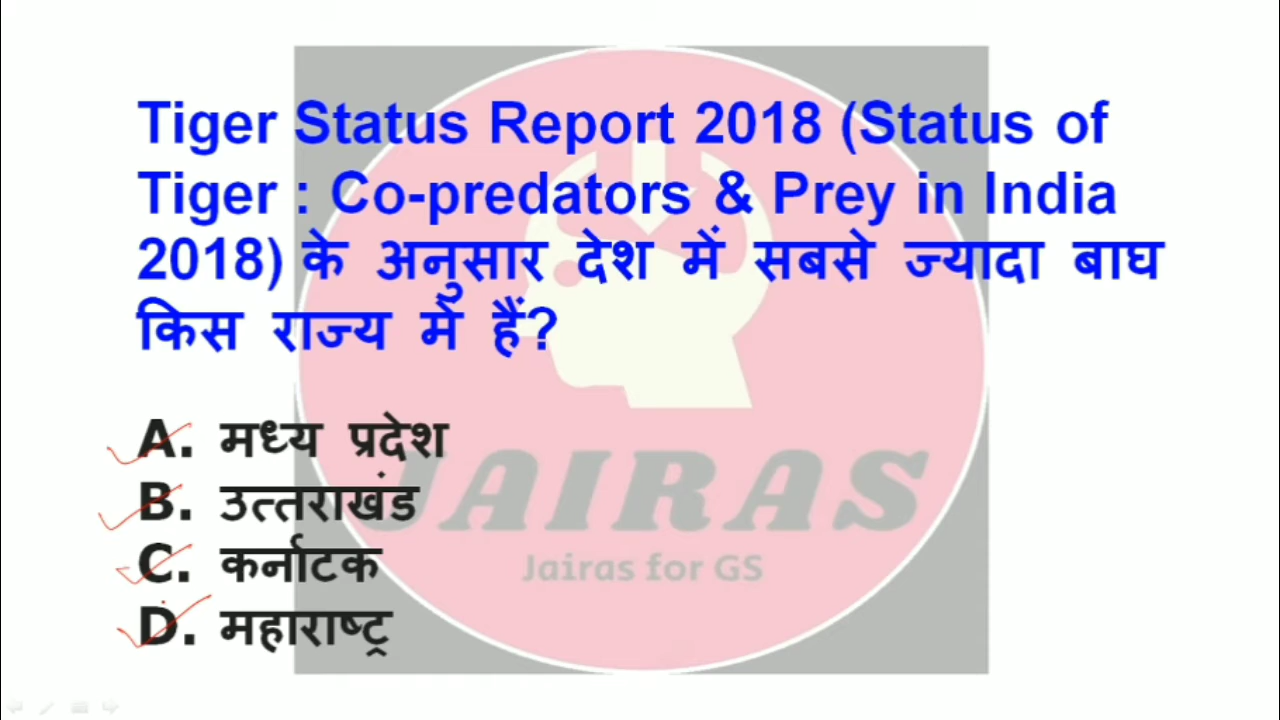 Tiger Status Report 2018 (Status of
Tiger : Co-predators & Prey in India
2018) के अनुसार देश में सबसे ज्यादा बाघ
किस राज्य में हैं?
A. मध्य प्रदेश
B. उत्तराखंड
C. कर्नाटक
D. महाराष्ट्र
JAIRAS
Jairas for GS